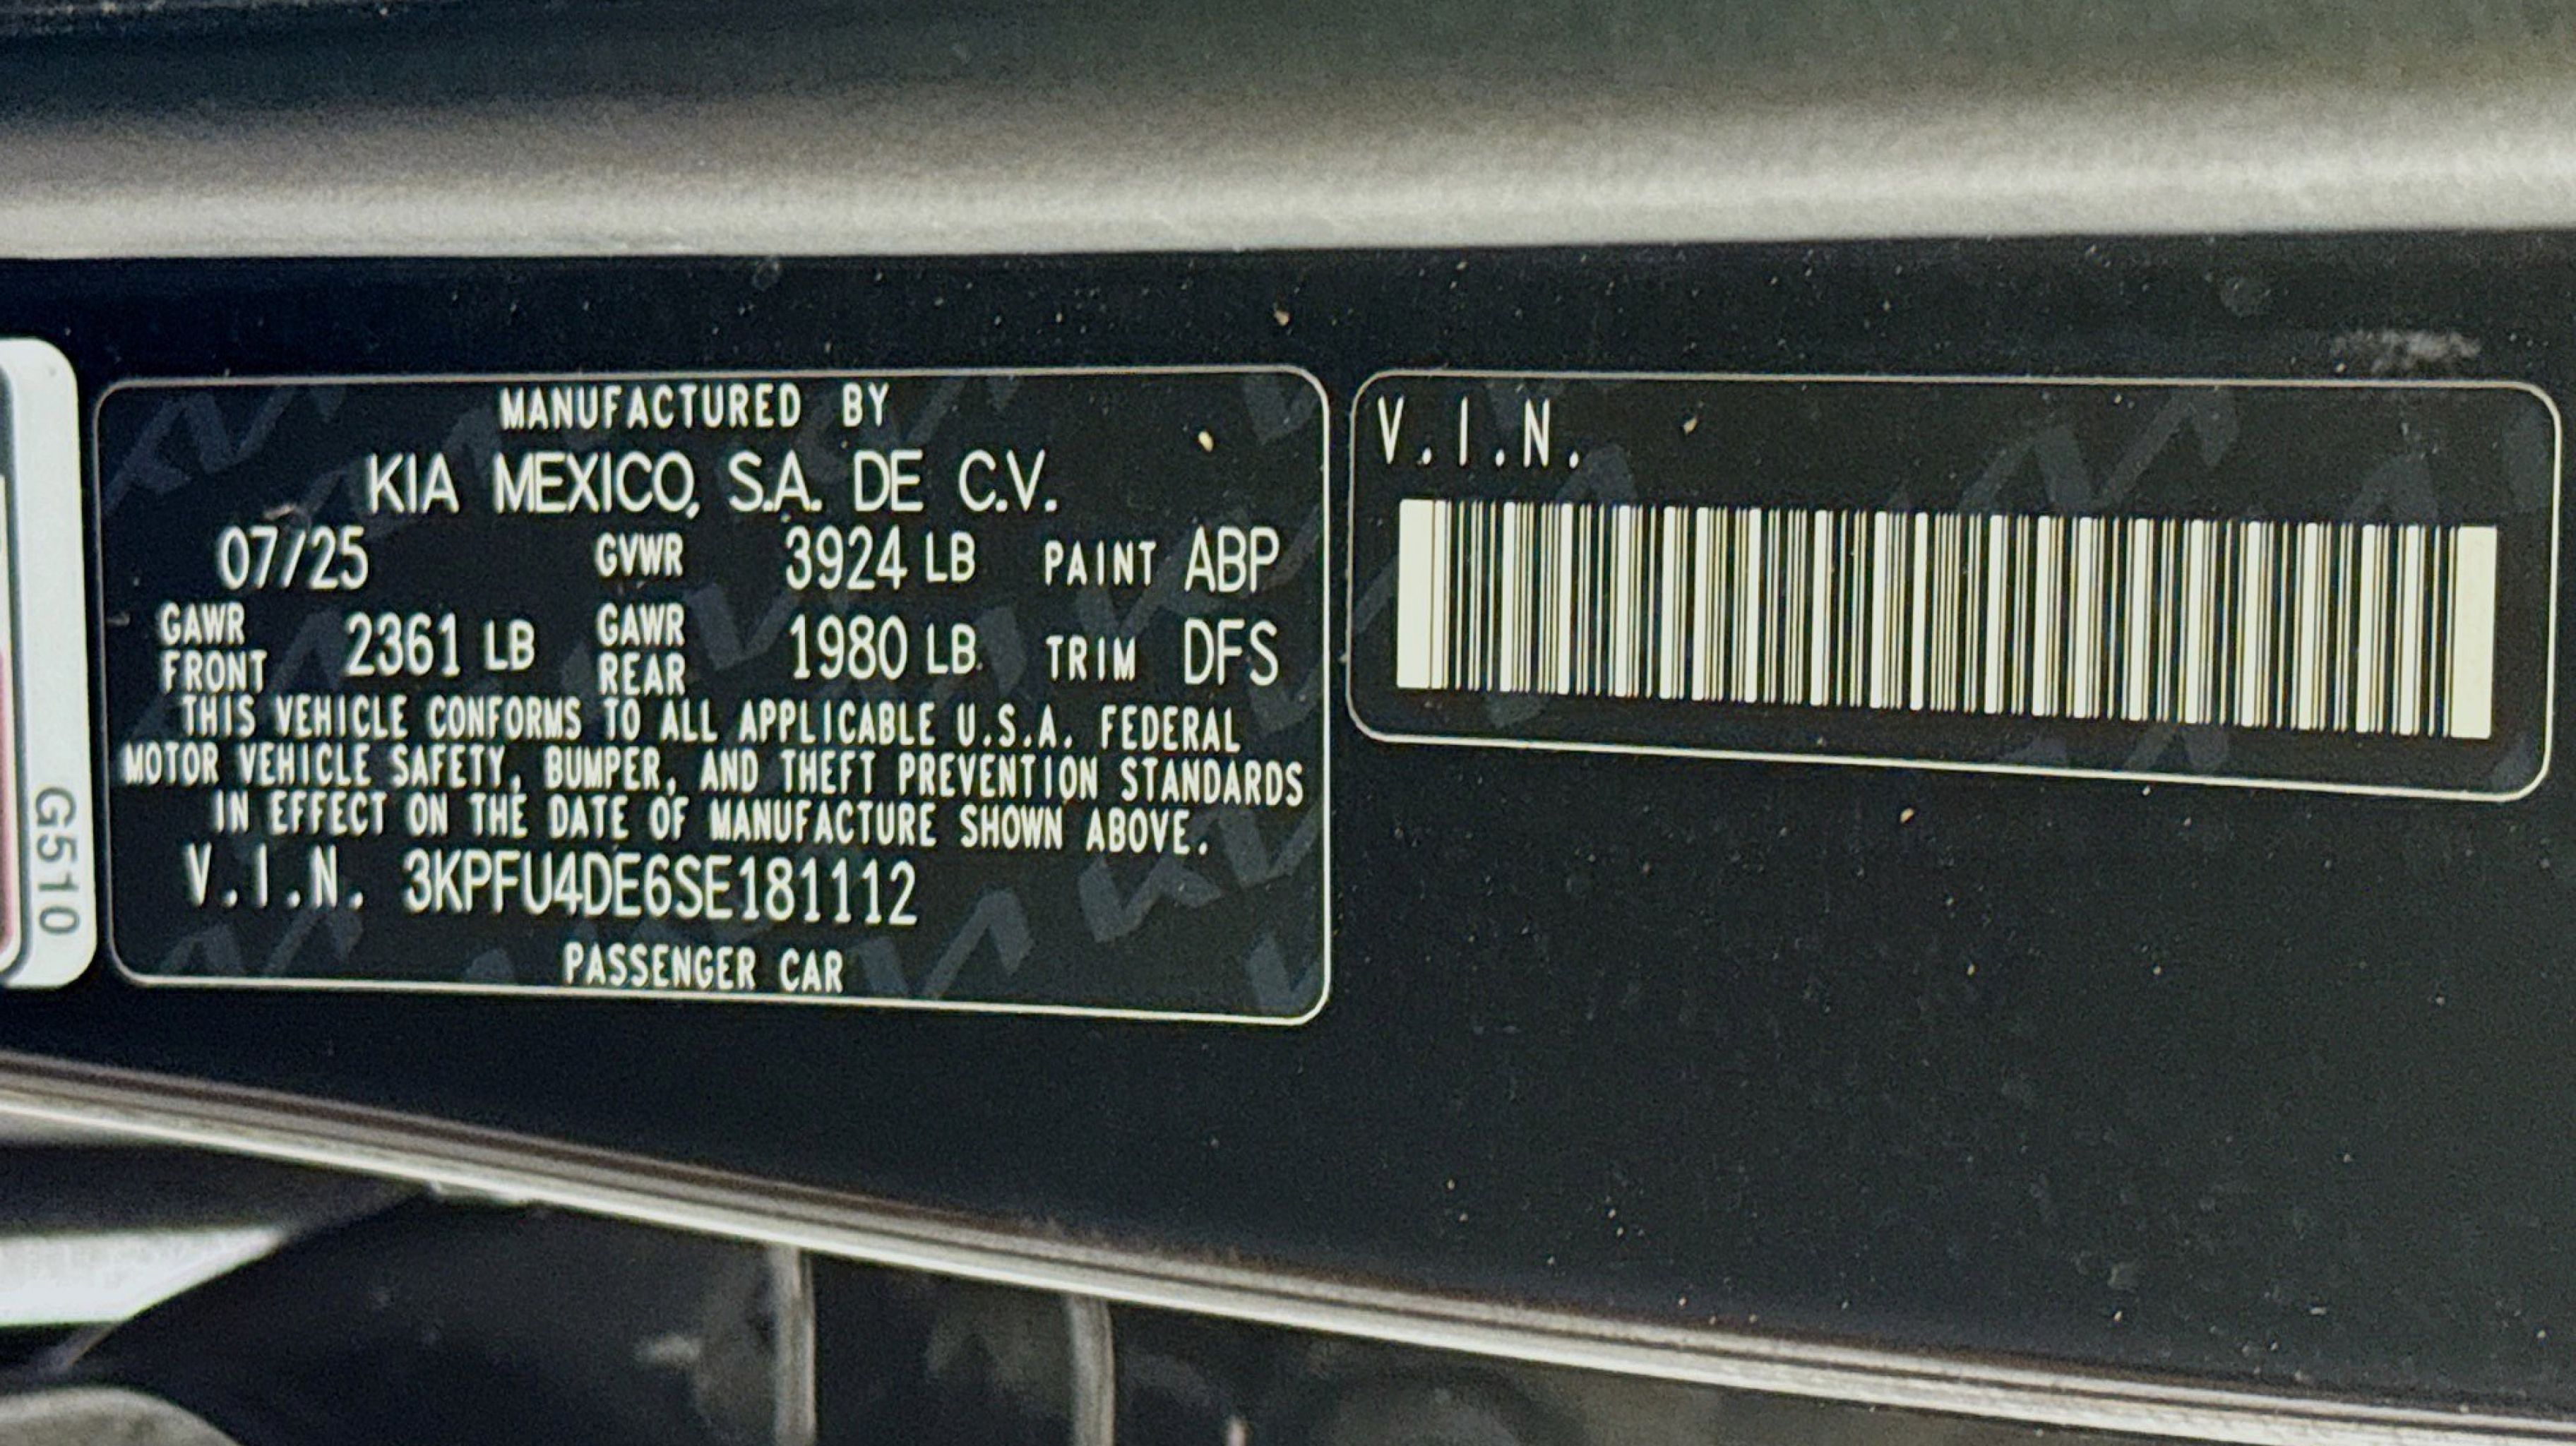 MANUFACTURED BY
KIA MEXICO, S.A. DE C.V.
07/25 GVWR 3924 LB PAINT ABP
GAWR FRONT 2361 LB GAWR REAR 1980 LB TRIM DFS
THIS VEHICLE CONFORMS TO ALL APPLICABLE U.S.A. FEDERAL
MOTOR VEHICLE SAFETY, BUMPER, AND THEFT PREVENTION STANDARDS
IN EFFECT ON THE DATE OF MANUFACTURE SHOWN ABOVE.
V.I.N. 3KPFU4DE6SE181112
PASSENGER CAR
V.I.N.
G510